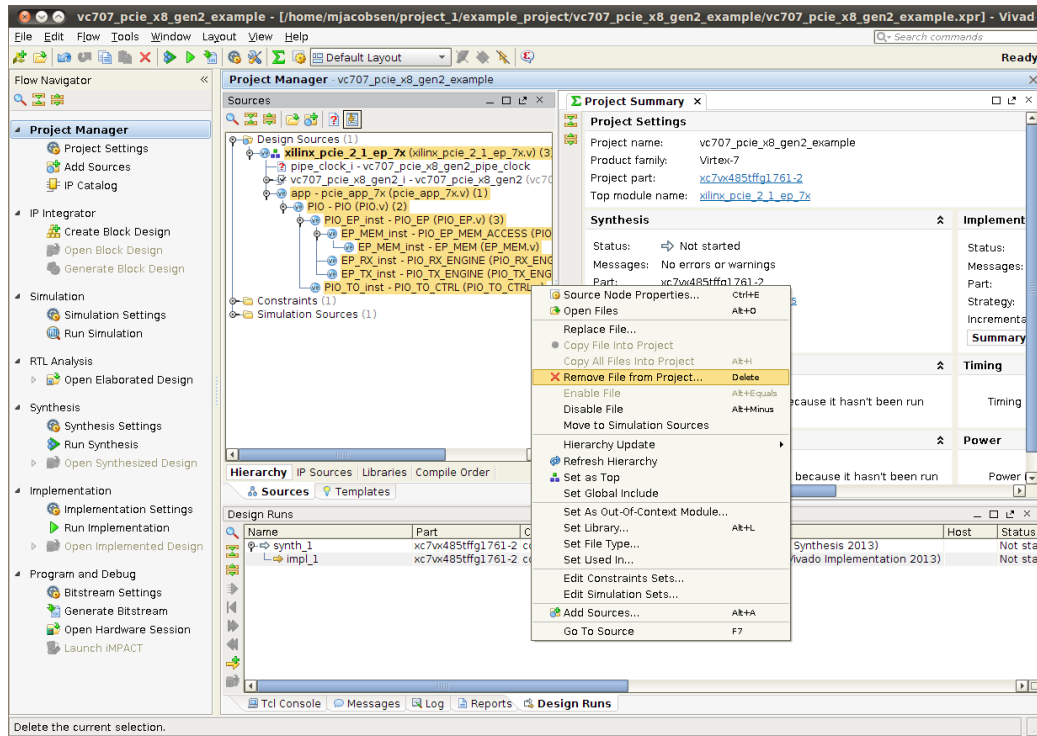 vc707_pcie_x8_gen2_example - [/home/mjacobsen/project_1/example_project/vc707_pcie_x8_gen2_example/vc707_pcie_x8_gen2_example.xpr] - Vivad
File Edit Flow Tools Window Layout View Help
Q- Search commands
Default Layout
Ready
Flow Navigator
Project Manager
Project Settings
Add Sources
IP Catalog
IP Integrator
Create Block Design
Open Block Design
Generate Block Design
Simulation
Simulation Settings
Run Simulation
RTL Analysis
Open Elaborated Design
Synthesis
Synthesis Settings
Run Synthesis
Open Synthesized Design
Implementation
Implementation Settings
Run Implementation
Open Implemented Design
Program and Debug
Bitstream Settings
Generate Bitstream
Open Hardware Session
Launch iMPACT
Project Manager - vc707_pcie_x8_gen2_example
Sources
Design Sources (1)
xilinx_pcie_2_1_ep_7x (xilinx_pcie_2_1_ep_7x.v) (3)
pipe_clock_i - vc707_pcie_x8_gen2_pipe_clock
vc707_pcie_x8_gen2_i - vc707_pcie_x8_gen2 (vc70
app - pcie_app_7x (pcie_app_7x.v) (1)
PIO - PIO (PIO.v) (2)
PIO_EP_inst - PIO_EP (PIO_EP.v) (3)
EP_MEM_inst - PIO_EP_MEM_ACCESS (PIO
EP_MEM_inst - EP_MEM (EP_MEM.v)
EP_RX_inst - PIO_RX_ENGINE (PIO_RX_ENG
EP_TX_inst - PIO_TX_ENGINE (PIO_TX_ENG
PIO_TO_inst - PIO_TO_CTRL (PIO_TO_CTRL
Constraints (1)
Simulation Sources (1)
Hierarchy IP Sources Libraries Compile Order
Sources Templates
Project Summary
Project Settings
Project name: vc707_pcie_x8_gen2_example
Product family: Virtex-7
Project part: xc7vx485tffg1761-2
Top module name: xilinx_pcie_2_1_ep_7x
Synthesis
Status: Not started
Messages: No errors or warnings
Part: xc7vx485tffg1761-2
s
Implement
Status:
Messages:
Part:
Strategy:
Incrementa
Summary
ecause it hasn't been run
Timing
Timing
because it hasn't been run
Power
Power (
Source Node Properties... Ctrl+E
Open Files Alt+O
Replace File...
Copy File Into Project
Copy All Files Into Project Alt+I
Remove File from Project... Delete
Enable File Alt+Equals
Disable File Alt+Minus
Move to Simulation Sources
Hierarchy Update
Refresh Hierarchy
Set as Top
Set Global Include
Set As Out-Of-Context Module...
Set Library... Alt+L
Set File Type...
Set Used In...
Edit Constraints Sets...
Edit Simulation Sets...
Add Sources... Alt+A
Go To Source F7
Design Runs
Name Part C Host Status
synth_1 xc7vx485tffg1761-2 co Synthesis 2013) Not sta
impl_1 xc7vx485tffg1761-2 co ivado Implementation 2013) Not sta
Tcl Console Messages Log Reports Design Runs
Delete the current selection.